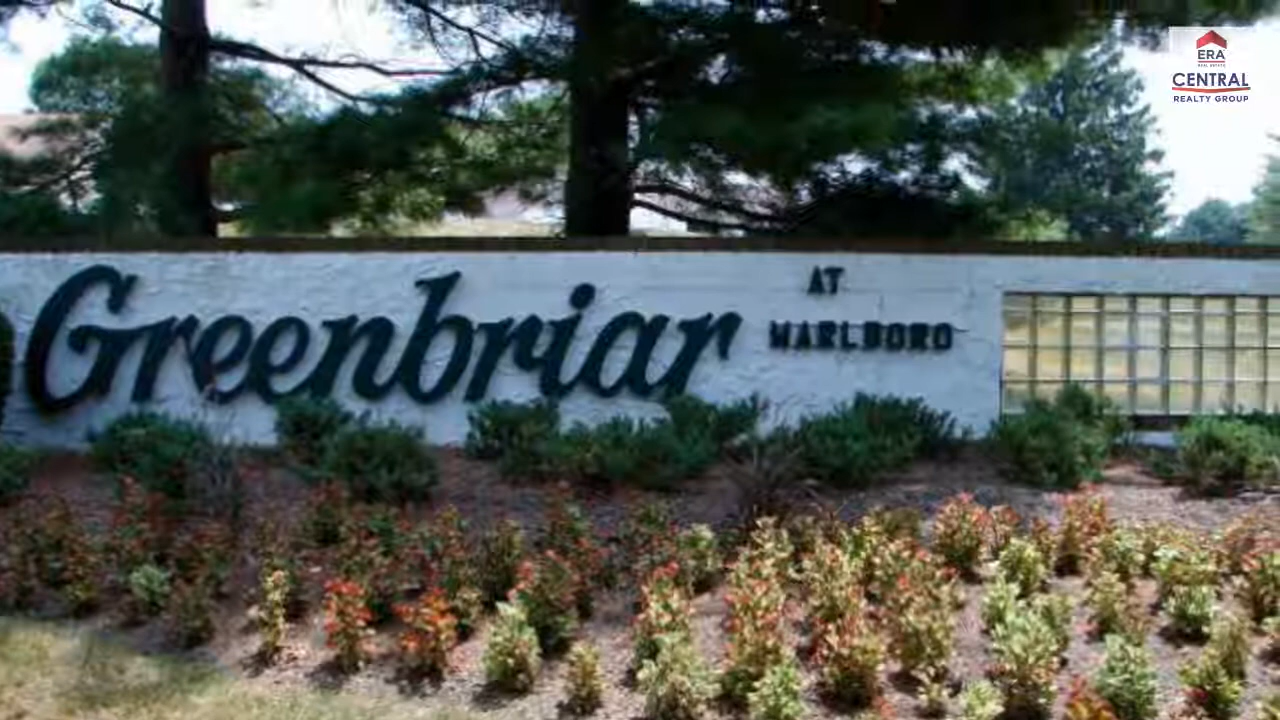 ERA
REAL ESTATE
CENTRAL
REALTY GROUP
Greenbriar
AT
MARLBORO